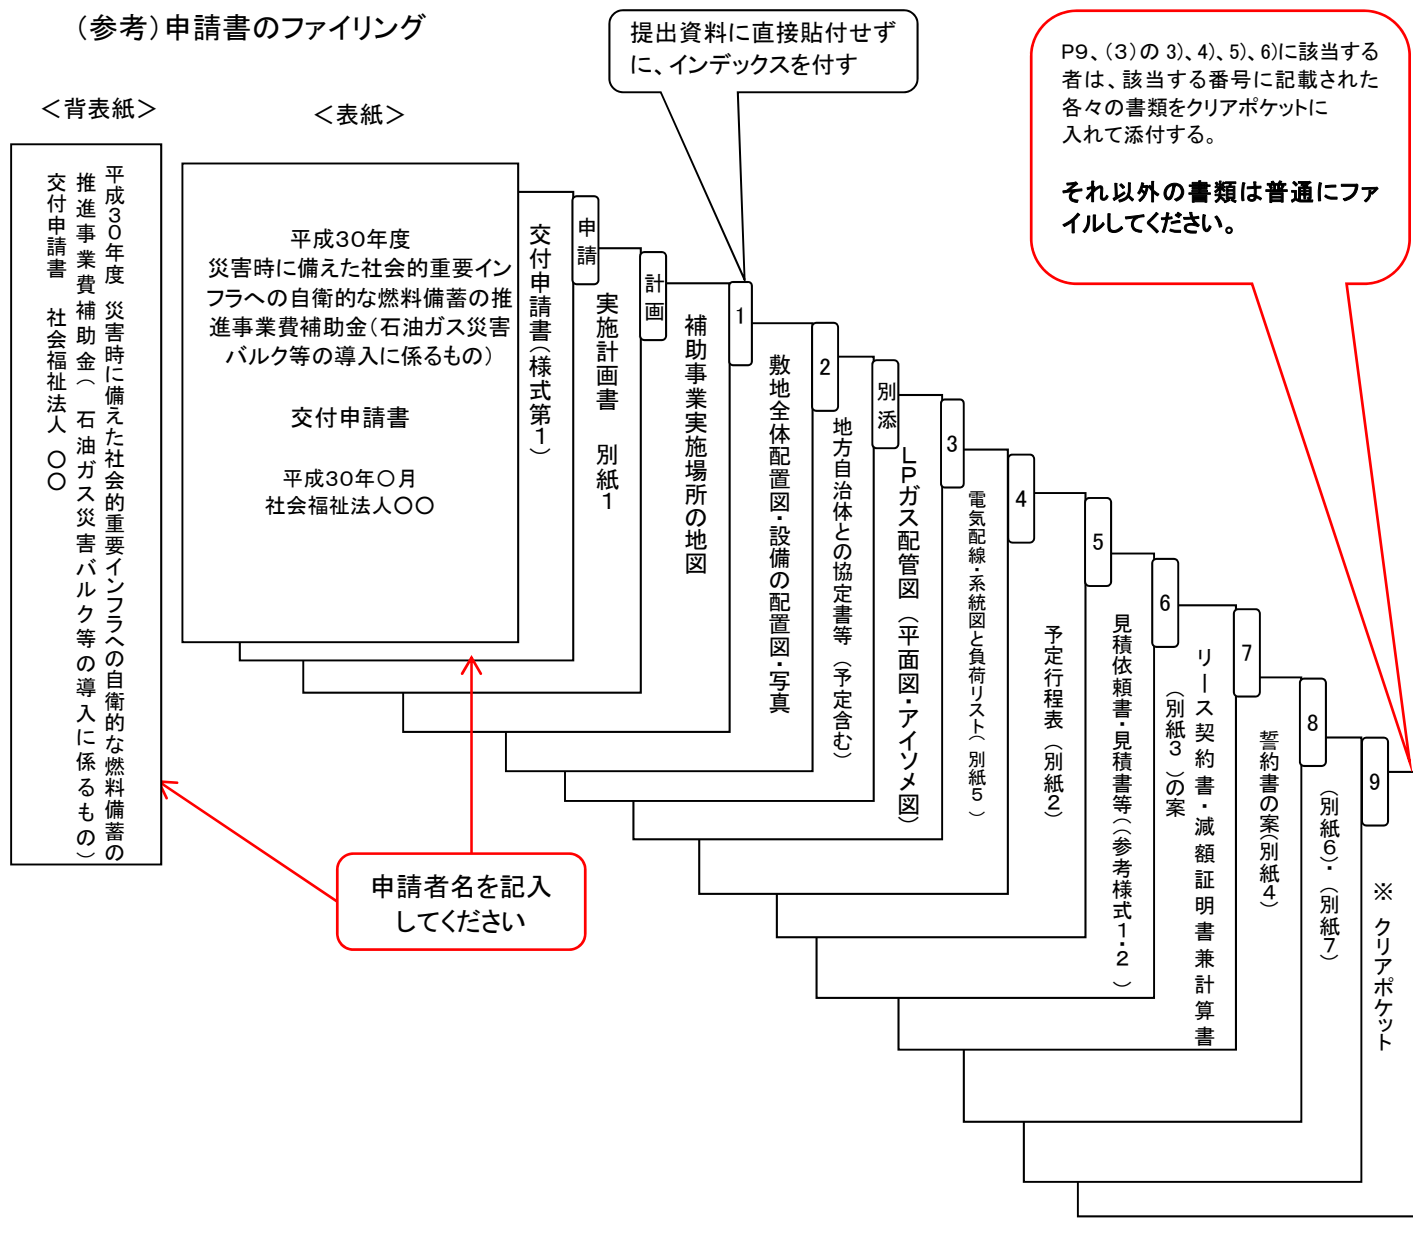 （参考）申請書のファイリング
提出資料に直接貼付せず
に、インデックスを付す
P9、（3）の 3)、4)、5)、6)に該当する
者は、該当する番号に記載された
各々の書類をクリアポケットに
入れて添付する。
それ以外の書類は普通にファ
イルしてください。
＜背表紙＞
＜表紙＞
平成30年度 災害時に備えた社会的重要インフラへの自衛的な燃料備蓄の
推進事業費補助金（石油ガス災害バルク等の導入に係るもの）
交付申請書 社会福祉法人 〇〇
平成30年度
災害時に備えた社会的重要イン
フラへの自衛的な燃料備蓄の推
進事業費補助金（石油ガス災害
バルク等の導入に係るもの）
交付申請書
平成30年〇月
社会福祉法人〇〇
申請
交付申請書（様式第1）
計画
実施計画書 別紙1
1
補助事業実施場所の地図
2
敷地全体配置図・設備の配置図・写真
別添
地方自治体との協定書等（予定含む）
3
LPガス配管図（平面図・アイソメ図）
4
電気配線・系統図と負荷リスト（別紙5）
5
予定行程表（別紙2）
6
見積依頼書・見積書等（（参考様式1・2）
7
リース契約書・減額証明書兼計算書
（別紙3）の案
8
誓約書の案（別紙4）
9
（別紙6）・（別紙7）
※ クリアポケット
申請者名を記入
してください